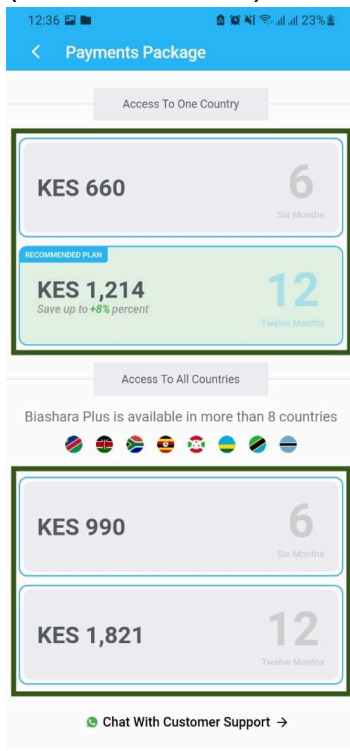 12:36 23%
Payments Package
Access To One Country
KES 660
6
Six Months
RECOMMENDED PLAN
KES 1,214
Save up to +8% percent
12
Twelve Months
Access To All Countries
Biashara Plus is available in more than 8 countries
KES 990
6
Six Months
KES 1,821
12
Twelve Months
Chat With Customer Support →